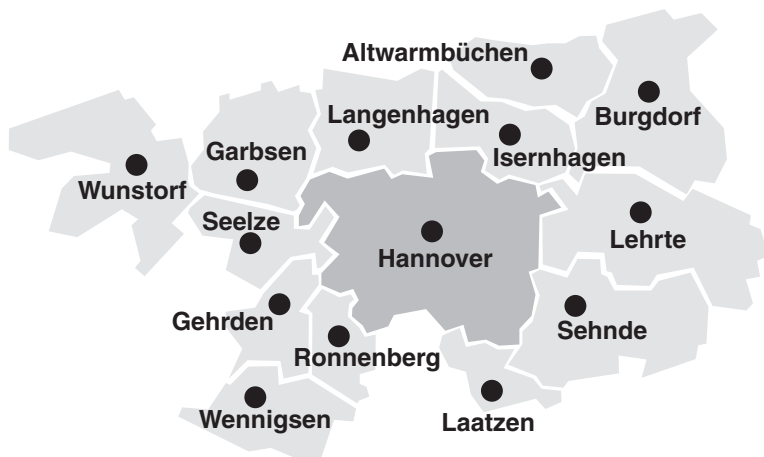 Altwarmbüchen
Langenhagen
Burgdorf
Garbsen
Isernhagen
Wunstorf
Seelze
Lehrte
Hannover
Gehrden
Sehnde
Ronnenberg
Wennigsen
Laatzen